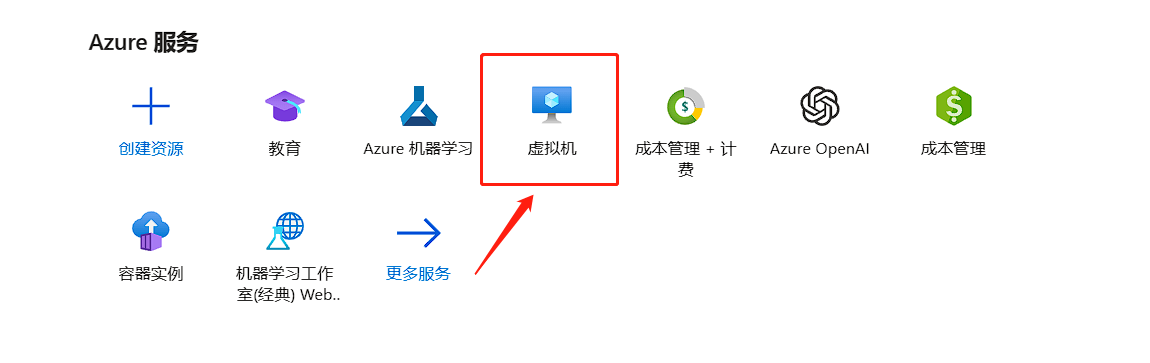 Azure 服务
创建资源
教育
Azure 机器学习
虚拟机
成本管理 + 计
费
Azure OpenAI
成本管理
容器实例
机器学习工作
室(经典) Web..
更多服务